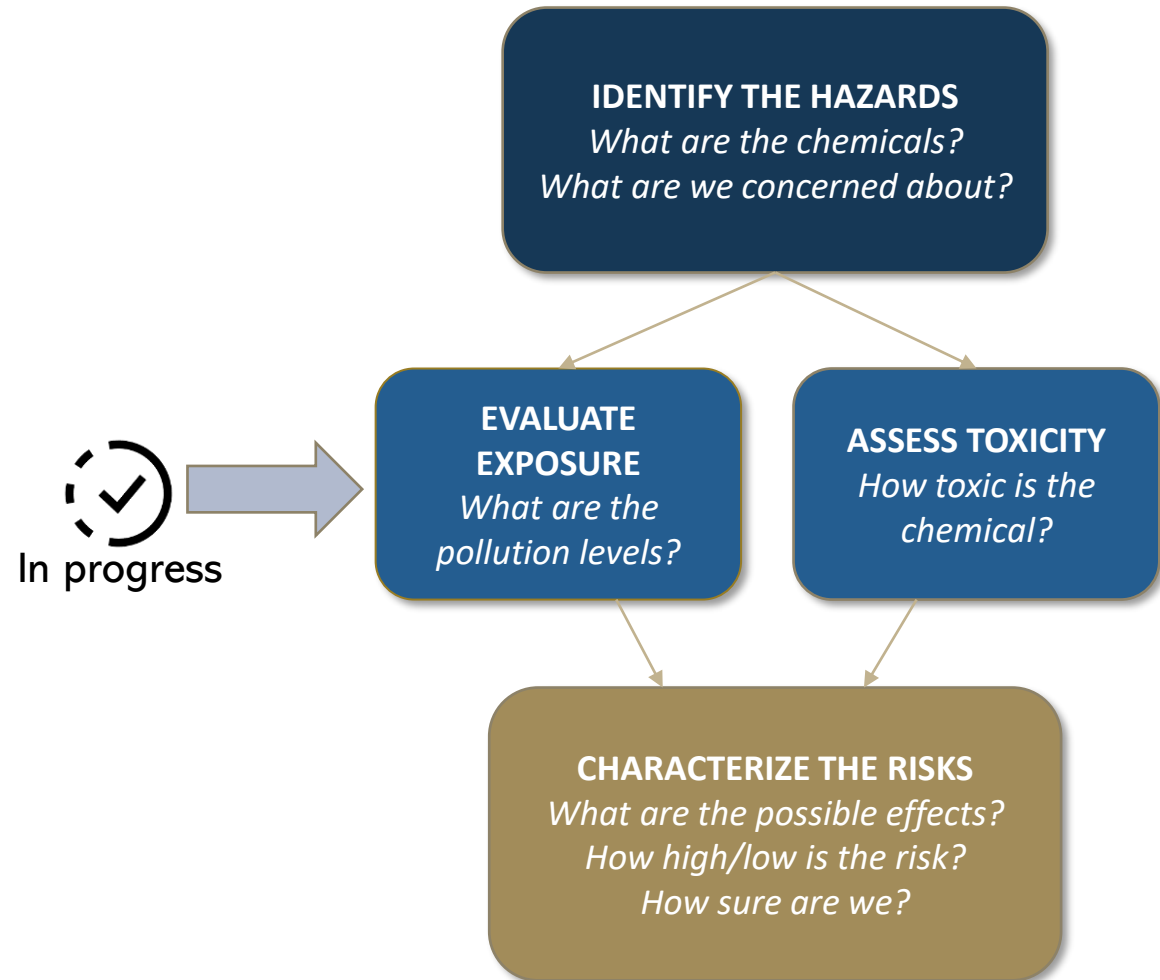 IDENTIFY THE HAZARDS
What are the chemicals?
What are we concerned about?
EVALUATE
EXPOSURE
What are the
pollution levels?
ASSESS TOXICITY
How toxic is the
chemical?
In progress
CHARACTERIZE THE RISKS
What are the possible effects?
How high/low is the risk?
How sure are we?